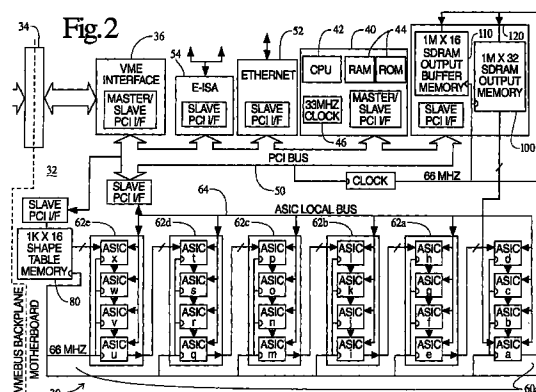 Fig.2
34
36
VME
INTERFACE
MASTER/
SLAVE
PCI I/F
54
E-ISA
SLAVE
PCI I/F
52
ETHERNET
SLAVE
PCI I/F
42
40
44
CPU
RAM
ROM
33MHZ
CLOCK
46
MASTER/
SLAVE
PCI I/F
110
1M X 16
SDRAM
OUTPUT
BUFFER
MEMORY
SLAVE
PCI I/F
120
1M X 32
SDRAM
OUTPUT
MEMORY
100
PCI BUS
50
CLOCK
66 MHZ
32
SLAVE
PCI I/F
SLAVE
PCI I/F
64
ASIC LOCAL BUS
1K X 16
SHAPE
TABLE
MEMORY
80
62e
62d
62c
62b
62a
ASIC x
ASIC t
ASIC p
ASIC l
ASIC h
ASIC d
ASIC w
ASIC s
ASIC o
ASIC k
ASIC g
ASIC c
ASIC v
ASIC r
ASIC n
ASIC j
ASIC f
ASIC b
ASIC u
ASIC q
ASIC m
ASIC i
ASIC e
ASIC a
66 MHZ
VMEBUS BACKPLANE
MOTHERBOARD